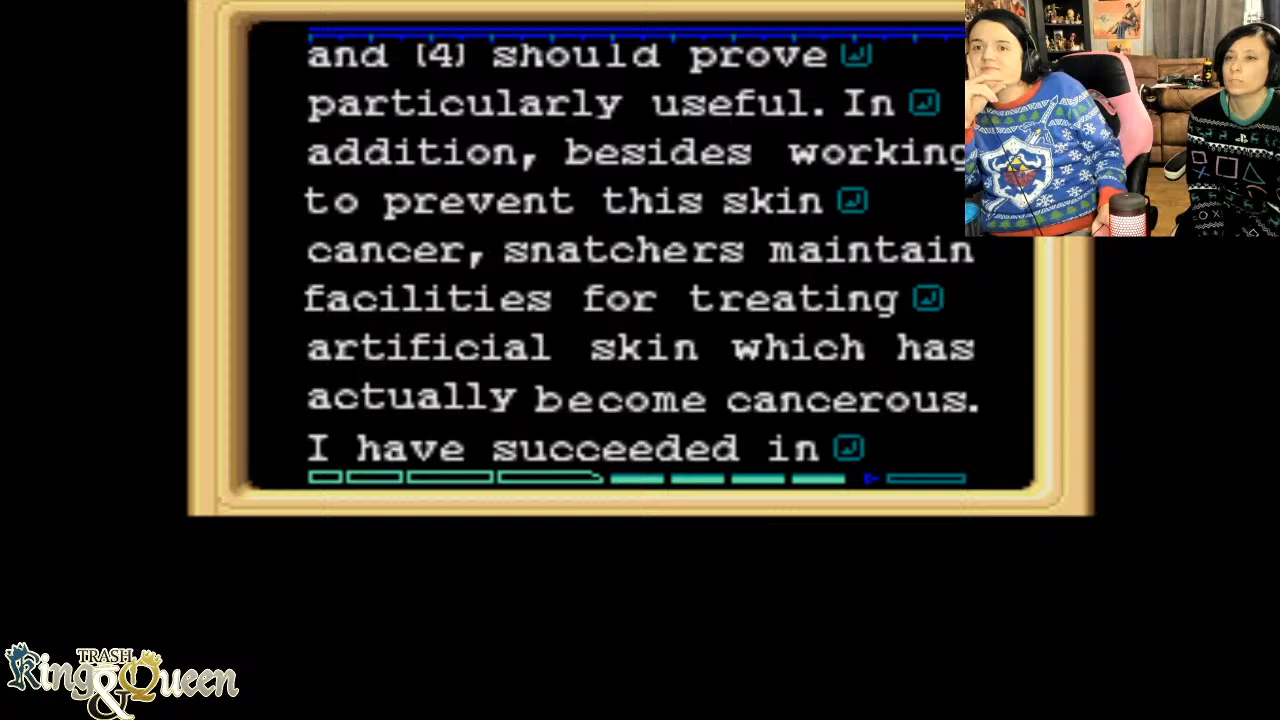 and (4) should prove
particularly useful. In
addition, besides working
to prevent this skin
cancer, snatchers maintain
facilities for treating
artificial skin which has
actually become cancerous.
I have succeeded in
TRASH
King & Queen